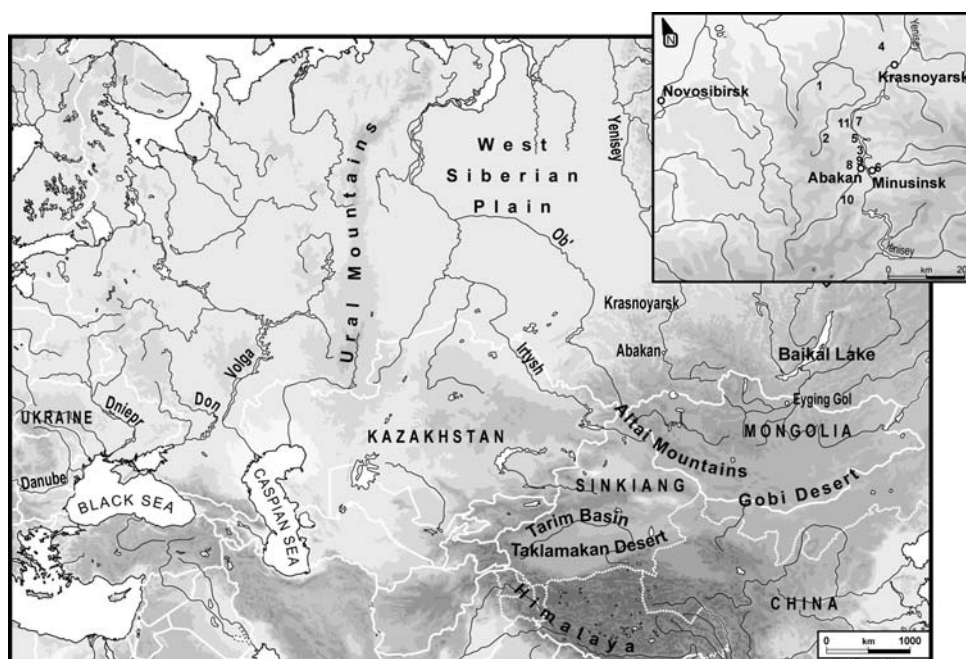 N
Ob'
Yenisey
4
Krasnoyarsk
Novosibirsk
1
11
7
2
5
3
9
8
6
Abakan
Minusinsk
10
Yenisey
0
km
West
Siberian
Plain
Yenisey
Ural Mountains
Ob'
Krasnoyarsk
Abakan
Baikal Lake
Irtysh
Volga
Don
Dniepr
UKRAINE
Eyging Gol
MONGOLIA
KAZAKHSTAN
Altai Mountains
Danube
BLACK SEA
CASPIAN SEA
SINKIANG
Gobi Desert
Tarim Basin
Taklamakan Desert
Himalaya
CHINA
0
km
1000